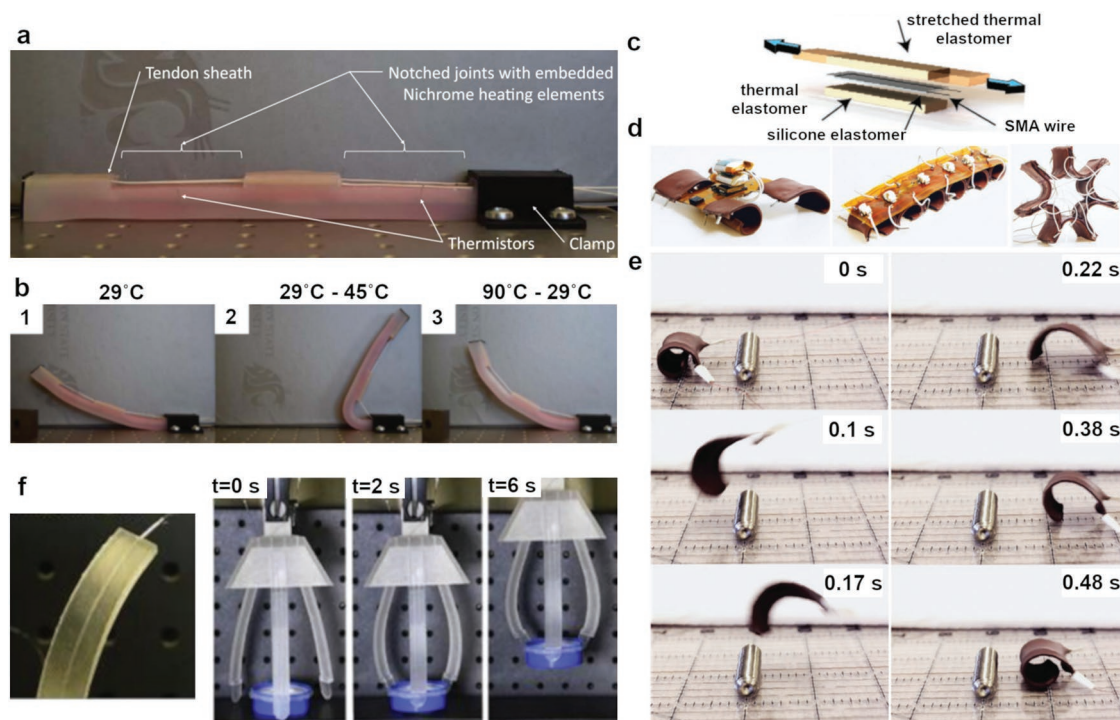 a
Tendon sheath
Notched joints with embedded
Nichrome heating elements
Thermistors
Clamp
b
29˚C
29˚C - 45˚C
90˚C - 29˚C
1
2
3
f
t=0 s
t=2 s
t=6 s
c
stretched thermal
elastomer
thermal
elastomer
silicone elastomer
SMA wire
d
e
0 s
0.22 s
0.1 s
0.38 s
0.17 s
0.48 s